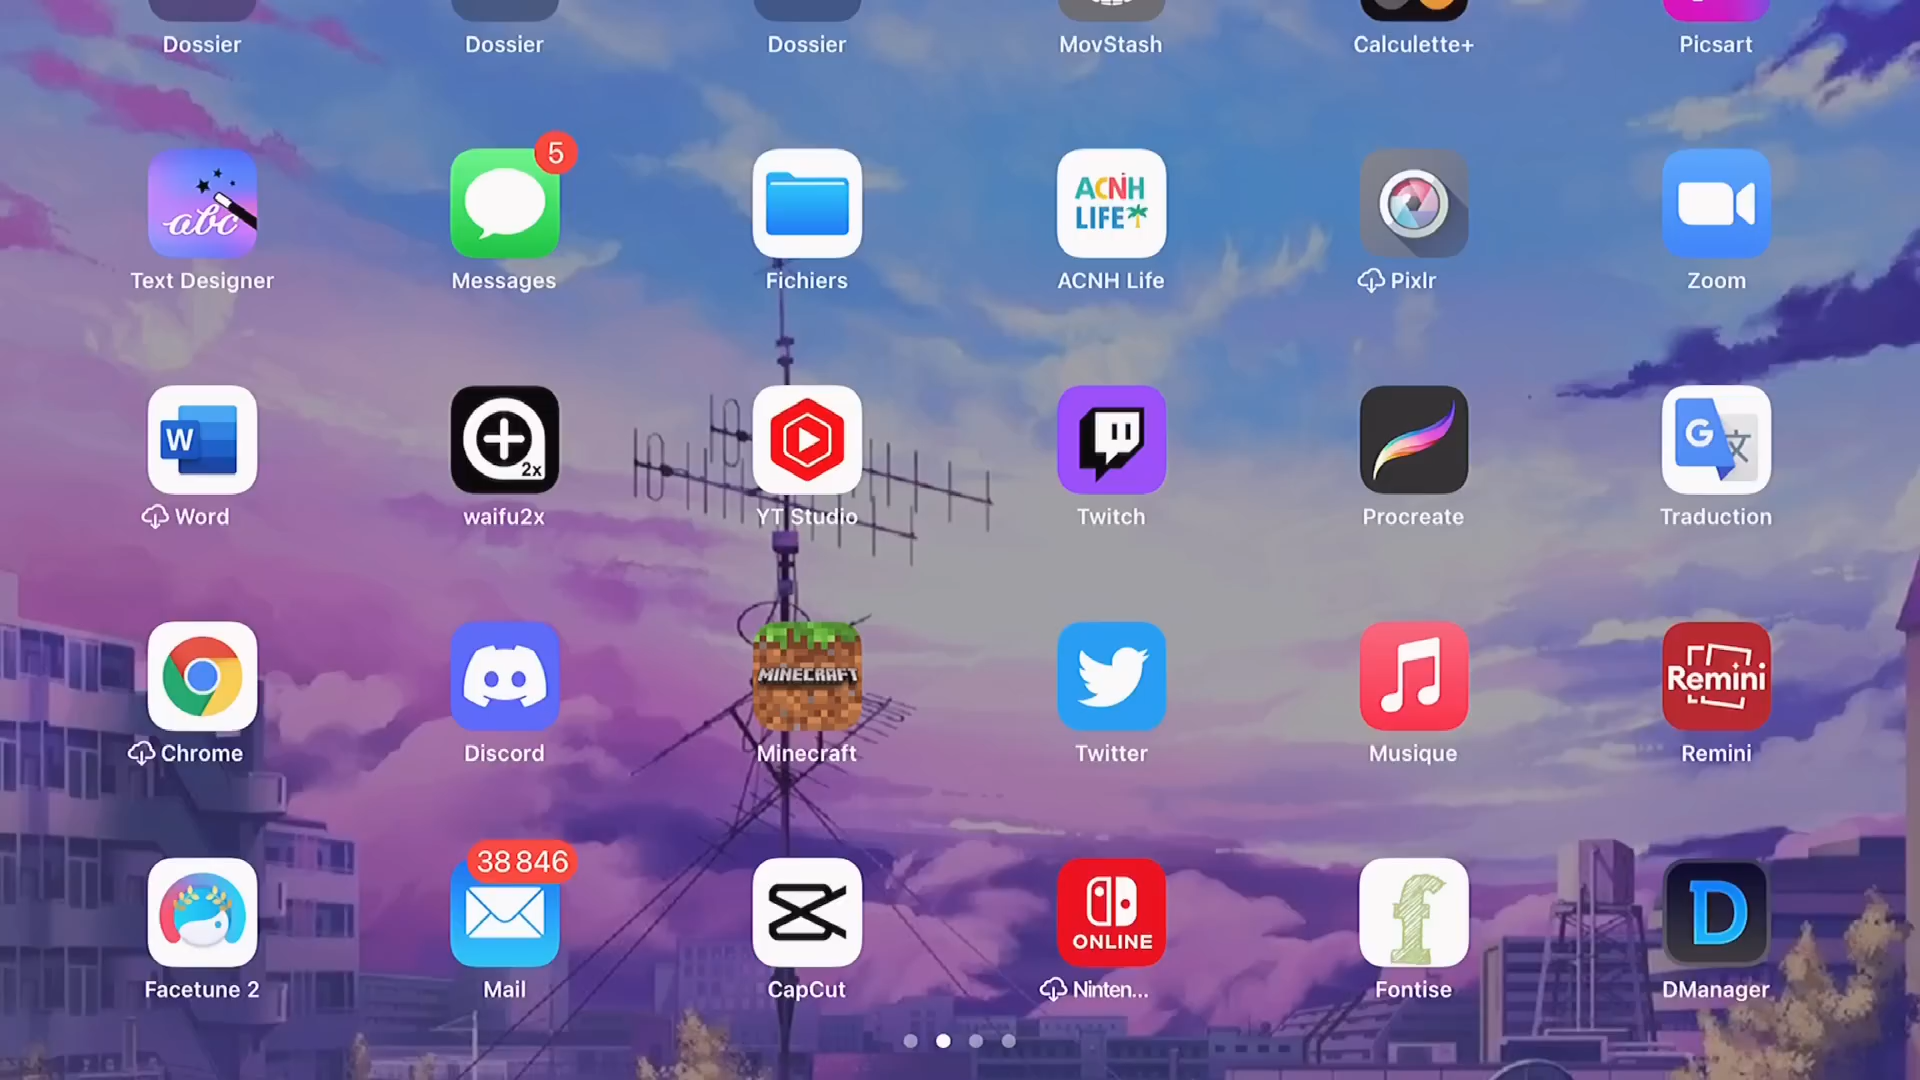 Dossier Dossier Dossier MovStash Calculette+ Picsart
5
abc
ACNH
LIFE
Text Designer Messages Fichiers ACNH Life Pixlr Zoom
W
2x
G
文
Word waifu2x YT Studio Twitch Procreate Traduction
MINECRAFT
Remini
Chrome Discord Minecraft Twitter Musique Remini
38 846
ONLINE
f
D
Facetune 2 Mail CapCut Ninten... Fontise DManager